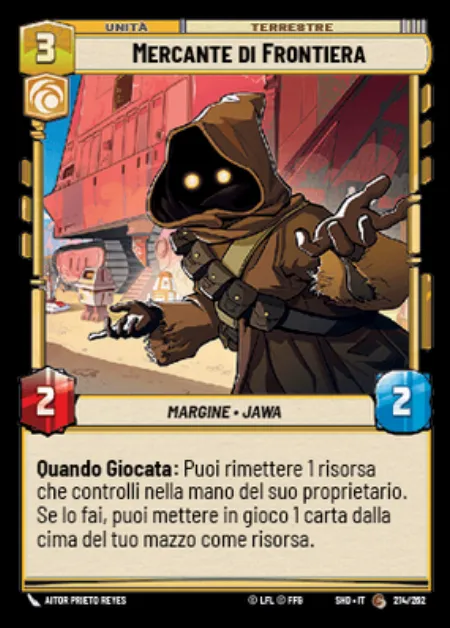 3
UNITÀ
TERRESTRE
MERCANTE DI FRONTIERA
2
MARGINE • JAWA
2
Quando Giocata: Puoi rimettere 1 risorsa
che controlli nella mano del suo proprietario.
Se lo fai, puoi mettere in gioco 1 carta dalla
cima del tuo mazzo come risorsa.
AITOR PRIETO REYES
© LFL © FFG
SHD • IT
214/262